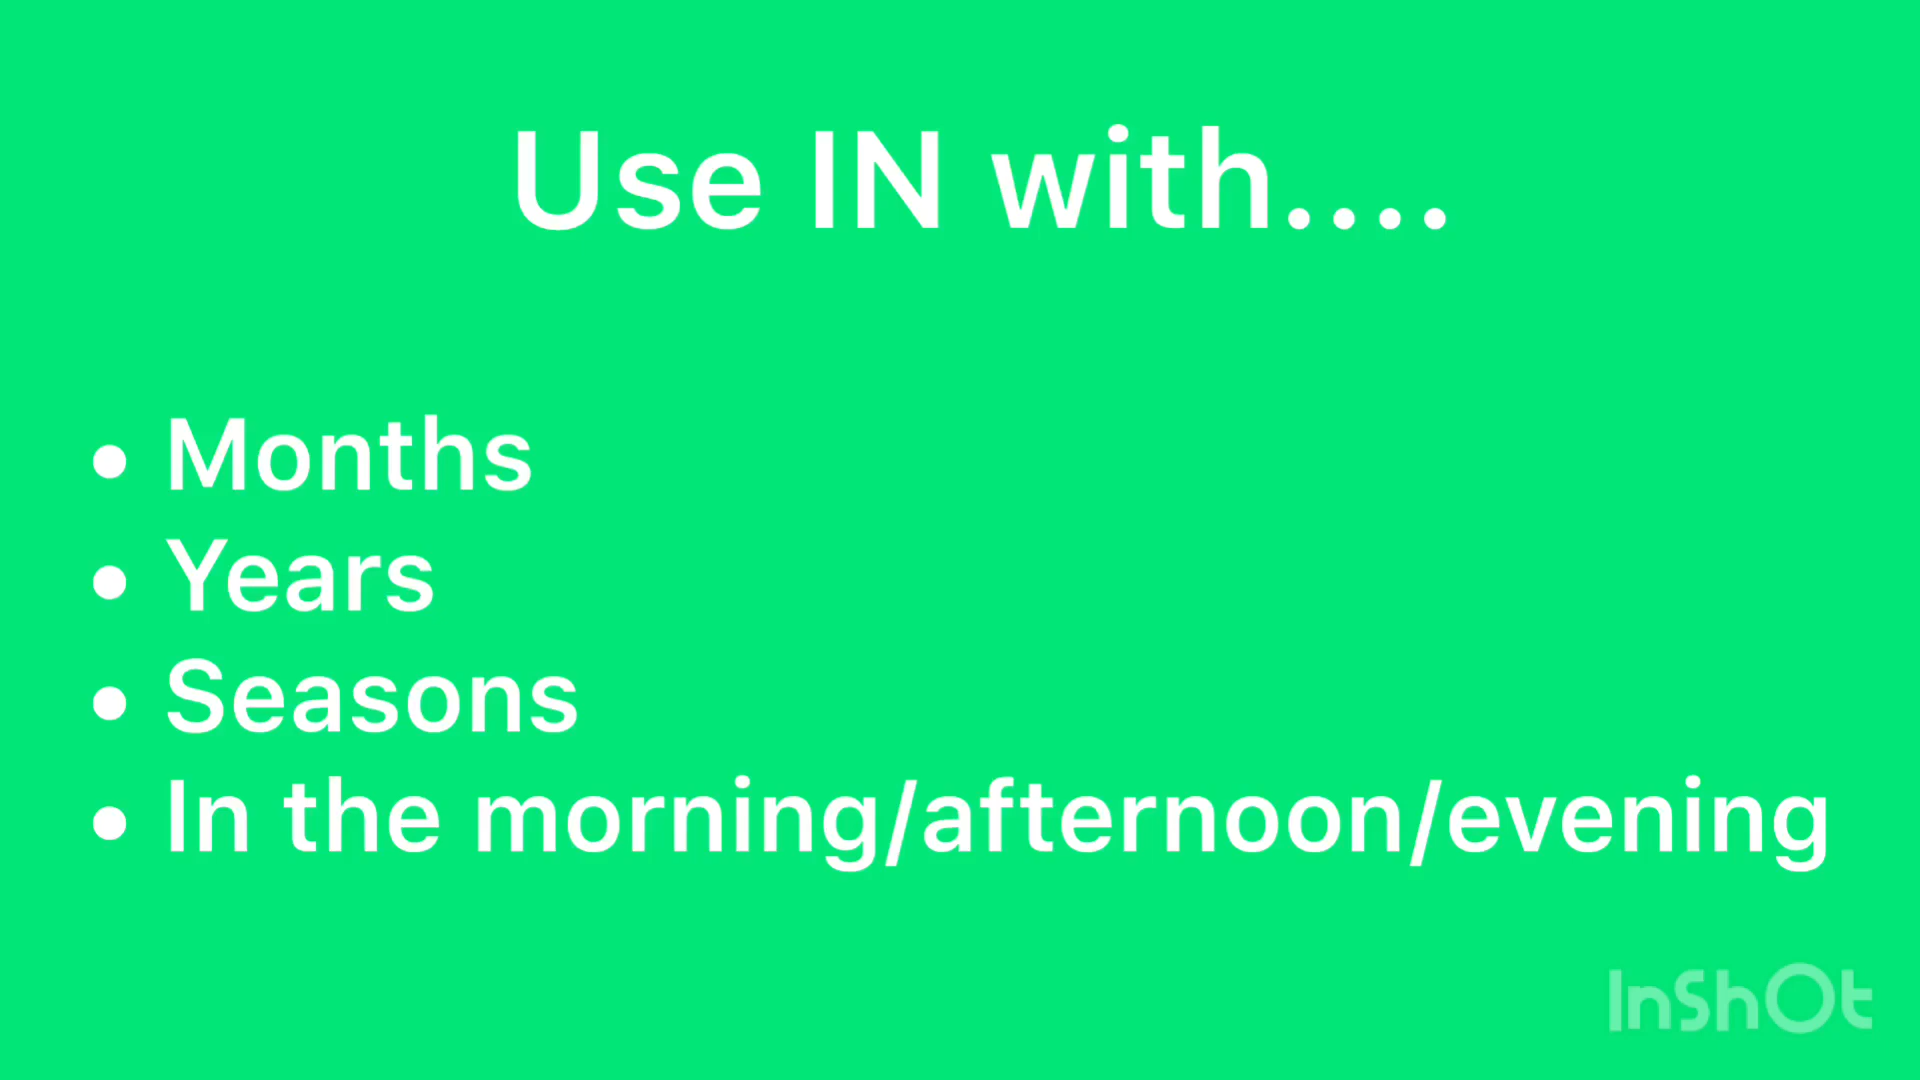 Use IN with....
• Months
• Years
• Seasons
• In the morning/afternoon/evening
InShOt